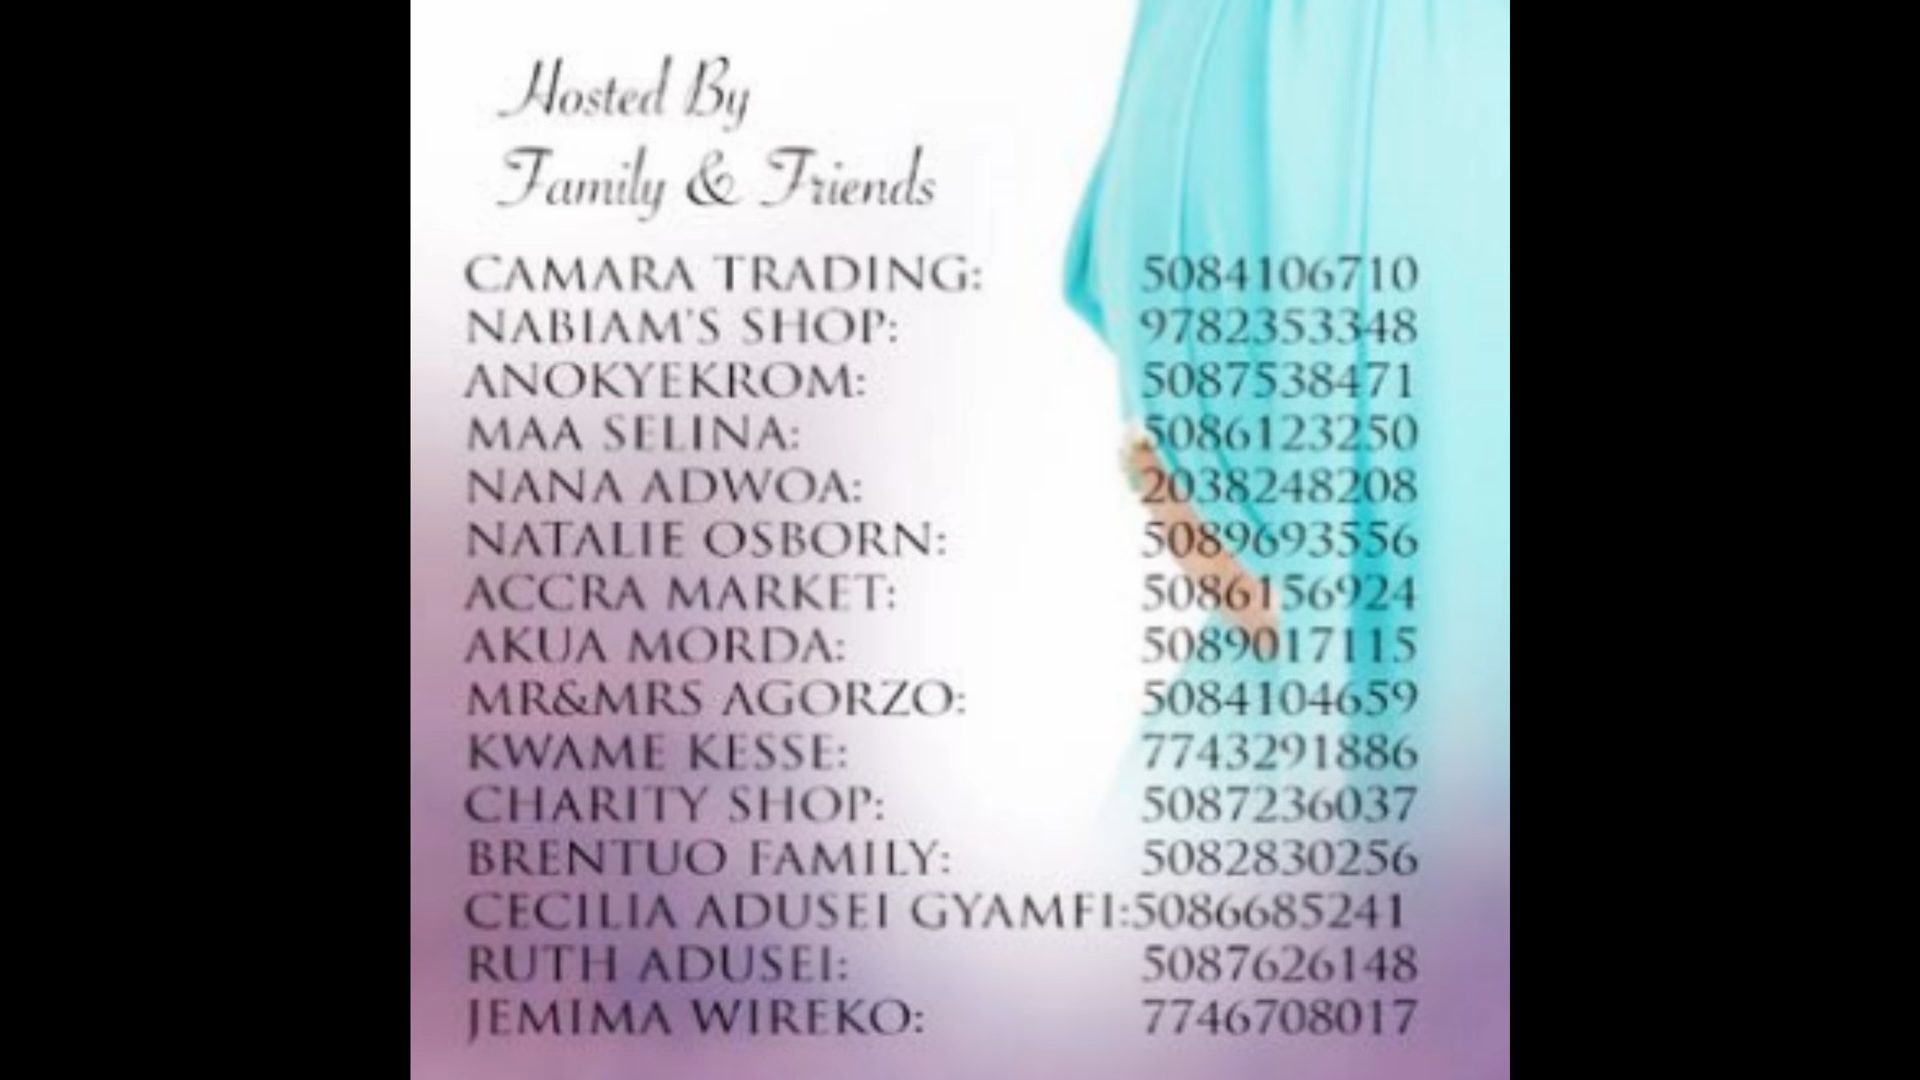 Hosted By
Family & Friends
CAMARA TRADING: 5084106710
NABIAM'S SHOP: 9782353348
ANOKYEKROM: 5087538471
MAA SELINA: 5086123250
NANA ADWOA: 2038248208
NATALIE OSBORN: 5089693556
ACCRA MARKET: 5086156924
AKUA MORDA: 5089017115
MR&MRS AGORZO: 5084104659
KWAME KESSE: 7743291886
CHARITY SHOP: 5087236037
BRENTUO FAMILY: 5082830256
CECILIA ADUSEI GYAMFI:5086685241
RUTH ADUSEI: 5087626148
JEMIMA WIREKO: 7746708017